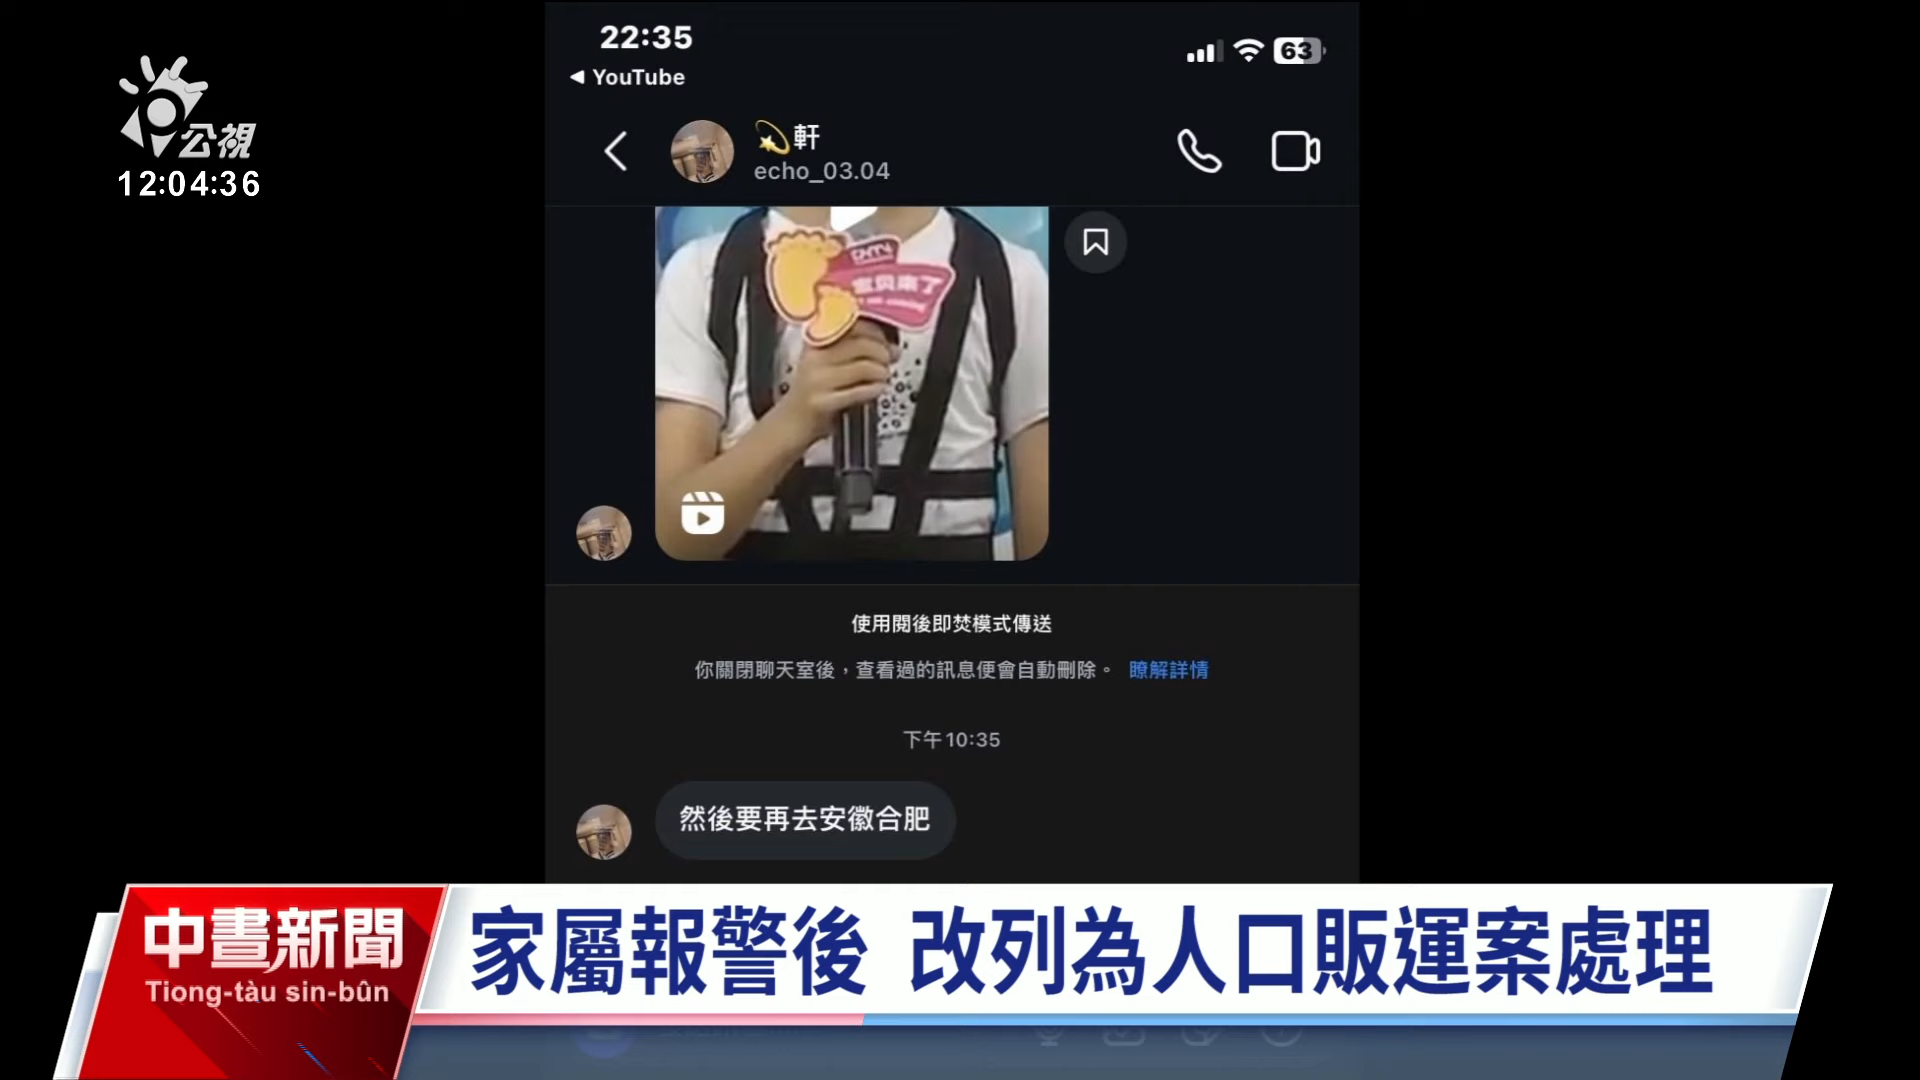 22:35
63
◀ YouTube
公視
12:04:36
💫軒
echo_03.04
宝贝来了
使用閱後即焚模式傳送
你關閉聊天室後，查看過的訊息便會自動刪除。 瞭解詳情
下午10:35
然後要再去安徽合肥
中晝新聞
Tiong-tàu sin-bûn
家屬報警後 改列為人口販運案處理